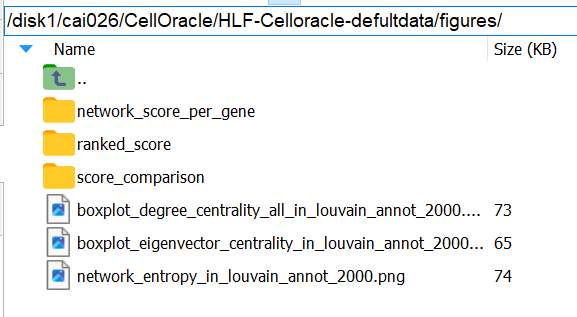 /disk1/cai026/CellOracle/HLF-Celloracle-defultdata/figures/
Name Size (KB)
..
network_score_per_gene
ranked_score
score_comparison
boxplot_degree_centrality_all_in_louvain_annot_2000.... 73
boxplot_eigenvector_centrality_in_louvain_annot_2000... 65
network_entropy_in_louvain_annot_2000.png 74